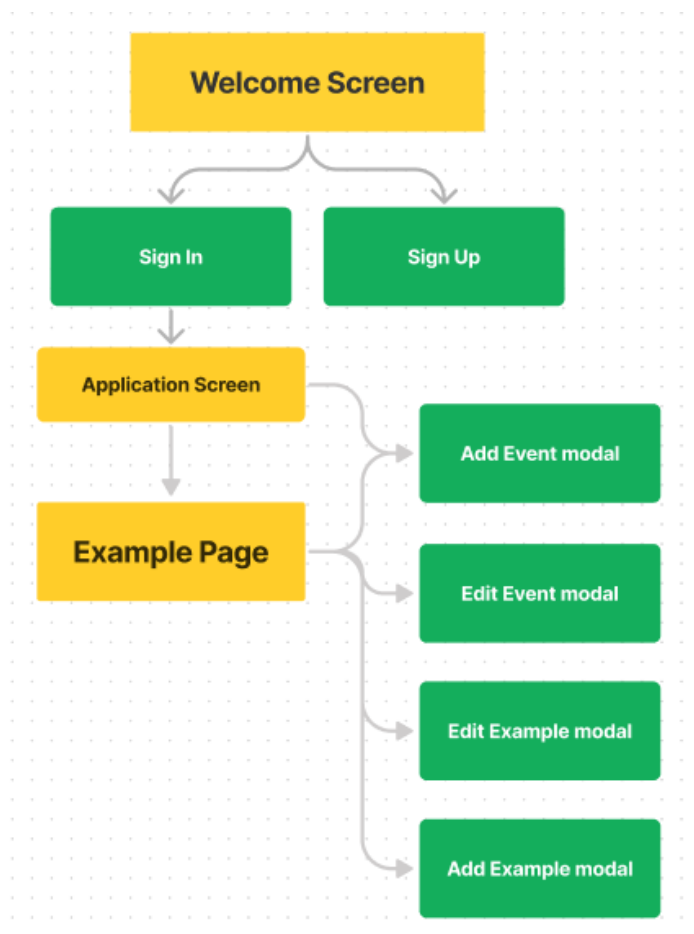 Welcome Screen
Sign In
Sign Up
Application Screen
Add Event modal
Example Page
Edit Event modal
Edit Example modal
Add Example modal